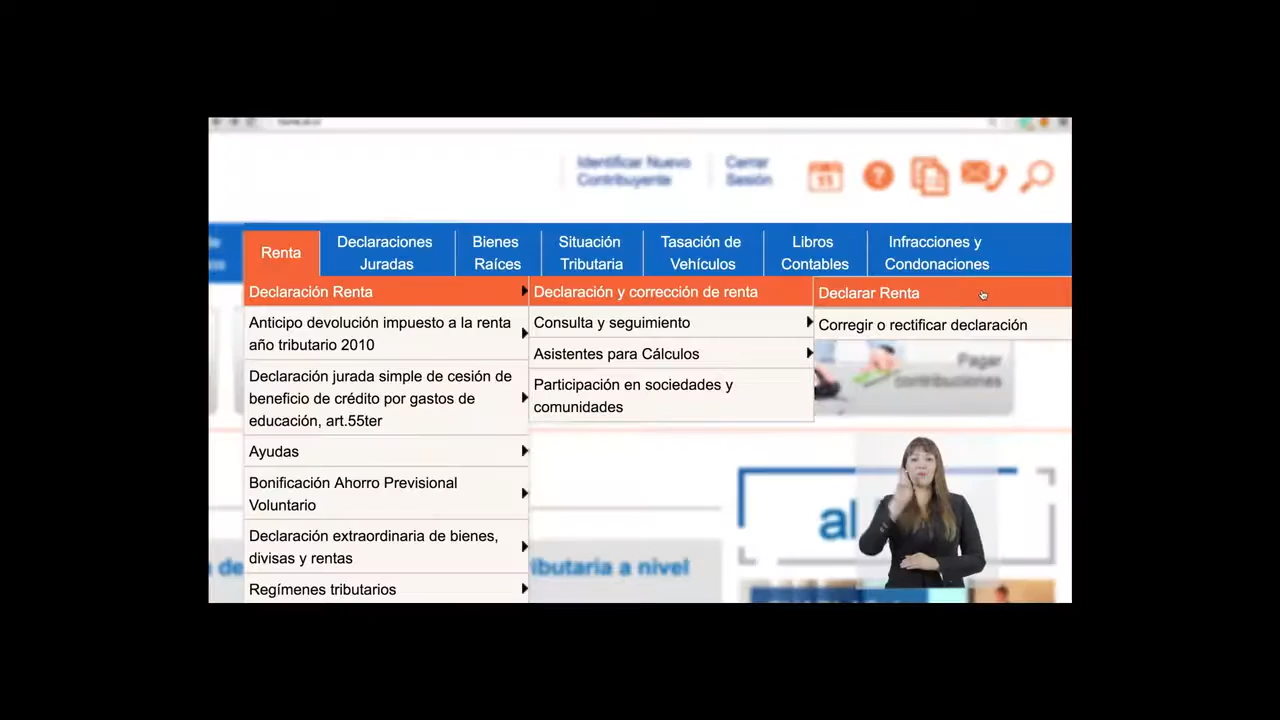 Identificar Nuevo
Contribuyente
Cerrar
Sesión
Renta
Declaraciones
Juradas
Bienes
Raíces
Situación
Tributaria
Tasación de
Vehículos
Libros
Contables
Infracciones y
Condonaciones
Declaración Renta
Anticipo devolución impuesto a la renta
año tributario 2010
Declaración jurada simple de cesión de
beneficio de crédito por gastos de
educación, art.55ter
Ayudas
Bonificación Ahorro Previsional
Voluntario
Declaración extraordinaria de bienes,
divisas y rentas
Regímenes tributarios
Declaración y corrección de renta
Consulta y seguimiento
Asistentes para Cálculos
Participación en sociedades y
comunidades
Declarar Renta
Corregir o rectificar declaración
Pagar
contribuciones
al
de
ibutaria a nivel